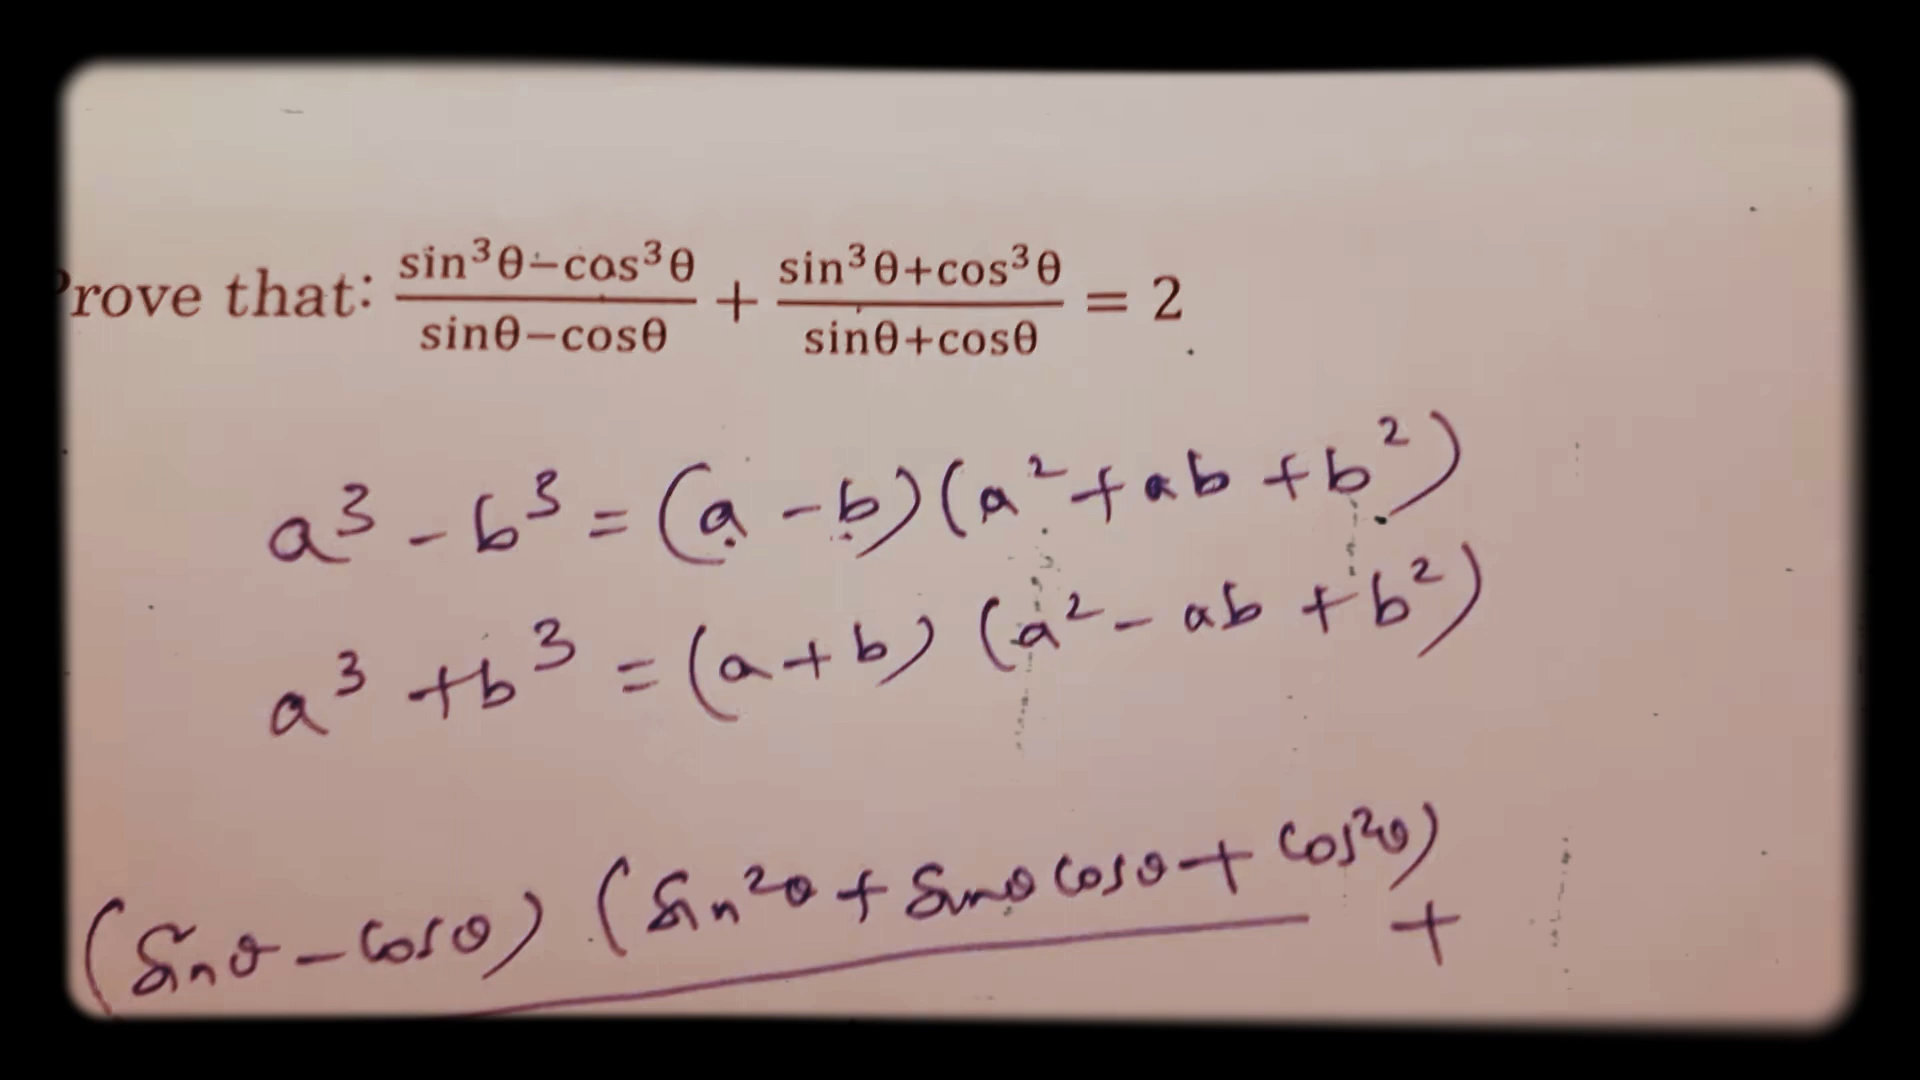 Prove that: sin³θ−cos³θ/sinθ−cosθ + sin³θ+cos³θ/sinθ+cosθ = 2
a³ − b³ = (a − b)(a² + ab + b²)
a³ + b³ = (a + b) (a² − ab + b²)
(sinθ − cosθ) (sin²θ + sinθ cosθ + cos²θ) +